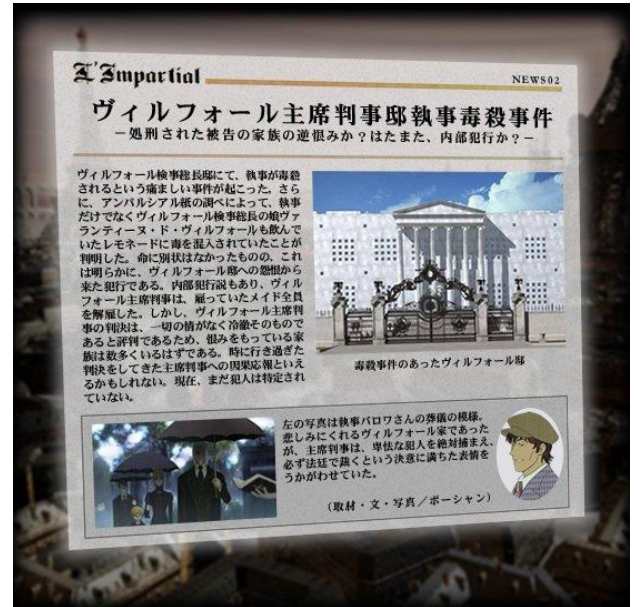 L'Impartial
NEWS02
ヴィルフォール主席判事邸執事毒殺事件
－処刑された被告の家族の逆恨みか？はたまた、内部犯行か？－
ヴィルフォール検事総長邸にて、執事が毒殺
されるという痛ましい事件が起こった。さら
に、アンパルシアル紙の調べによって、執事
だけでなくヴィルフォール検事総長の娘ヴァ
ランティーヌ・ド・ヴィルフォールも飲んで
いたレモネードに毒を混入されていたことが
判明した。命に別状はなかったものの、これ
は明らかに、ヴィルフォール邸への怨恨から
来た犯行である。内部犯行説もあり、ヴィル
フォール主席判事は、雇っていたメイド全員
を解雇した。しかし、ヴィルフォール主席判
事の判決は、一切の情がなく冷徹そのもので
あると評判であるため、恨みをもっている家
族は数多くいるはずである。時に行き過ぎた
判決をしてきた主席判事への因果応報といえ
るかもしれない。現在、まだ犯人は特定され
ていない。
毒殺事件のあったヴィルフォール邸
左の写真は執事バロワさんの葬儀の模様。
悲しみにくれるヴィルフォール家であった
が、主席判事は、卑怯な犯人を絶対捕まえ、
必ず法廷で裁くという決意に満ちた表情を
うかがわせていた。
（取材・文・写真／ボーシャン）